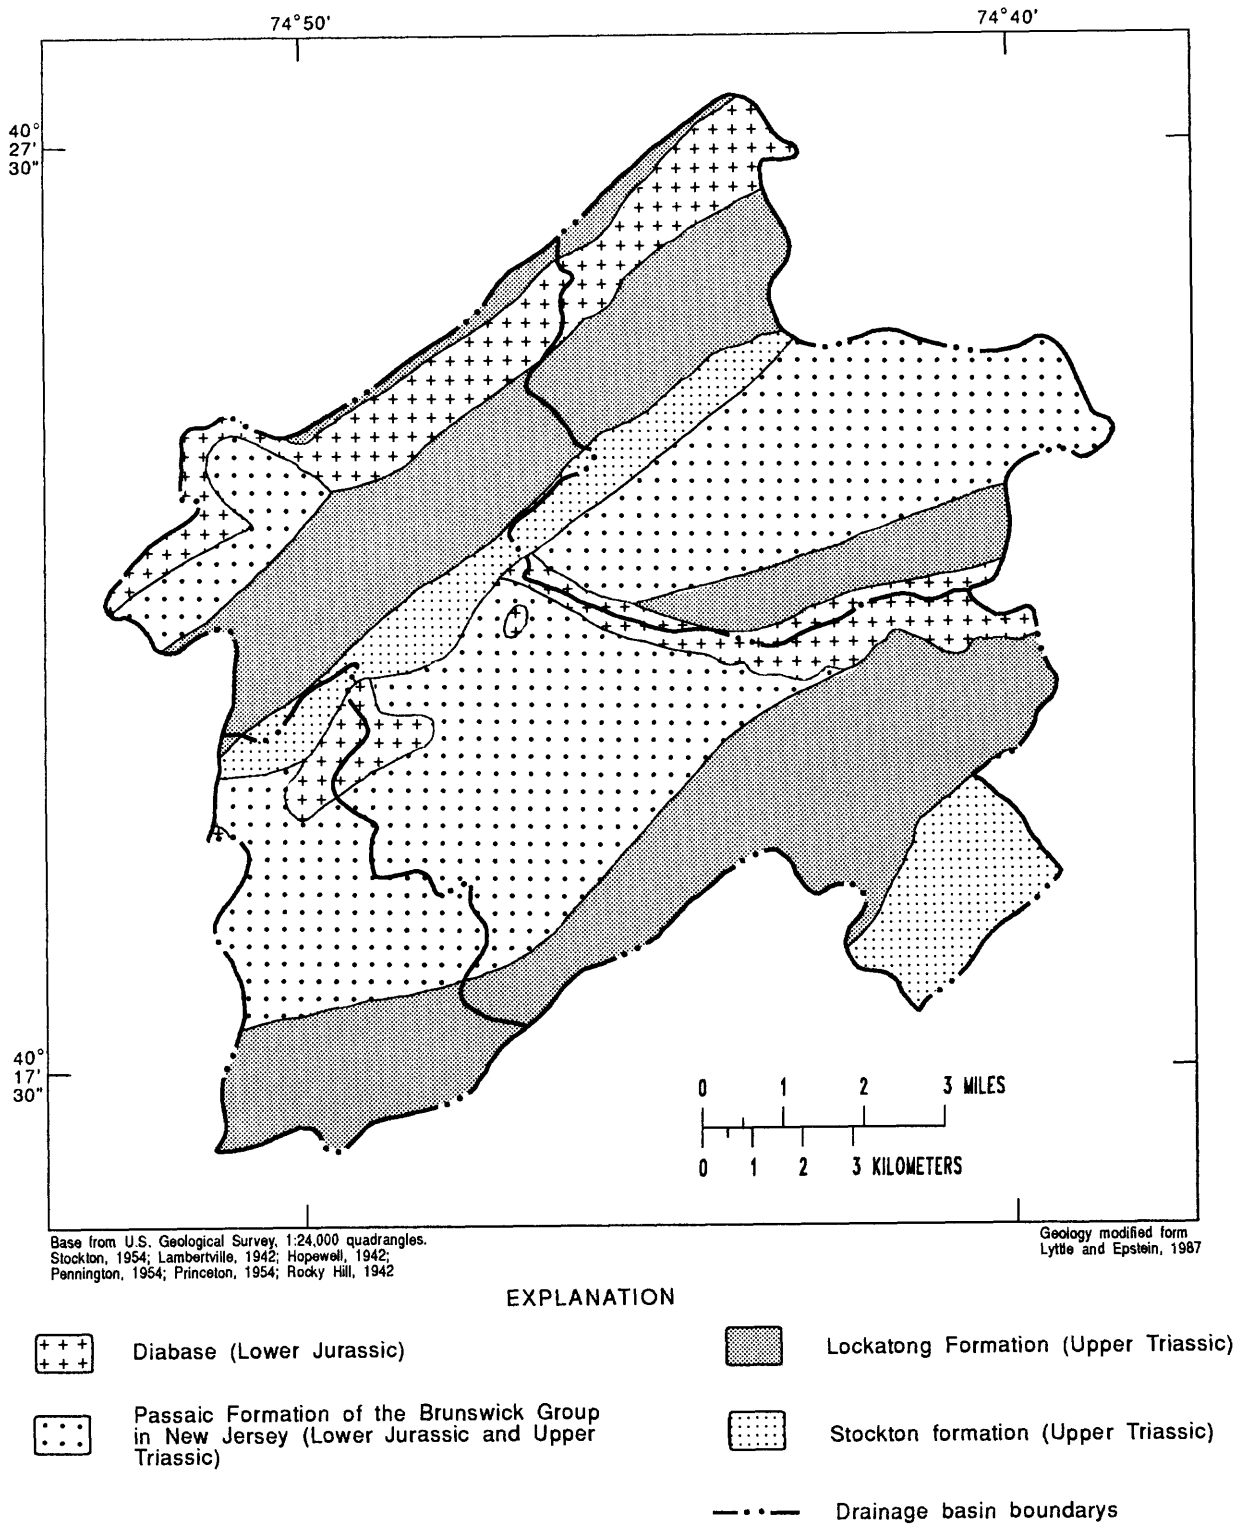 74°50'
74°40'
40°
27'
30"
40°
17'
30"
0 1 2 3 MILES
0 1 2 3 KILOMETERS
Base from U.S. Geological Survey, 1:24,000 quadrangles.
Stockton, 1954; Lambertville, 1942; Hopewell, 1942;
Pennington, 1954; Princeton, 1954; Rocky Hill, 1942
Geology modified form
Lyttle and Epstein, 1987
EXPLANATION
Diabase (Lower Jurassic)
Passaic Formation of the Brunswick Group
in New Jersey (Lower Jurassic and Upper
Triassic)
Lockatong Formation (Upper Triassic)
Stockton formation (Upper Triassic)
Drainage basin boundarys